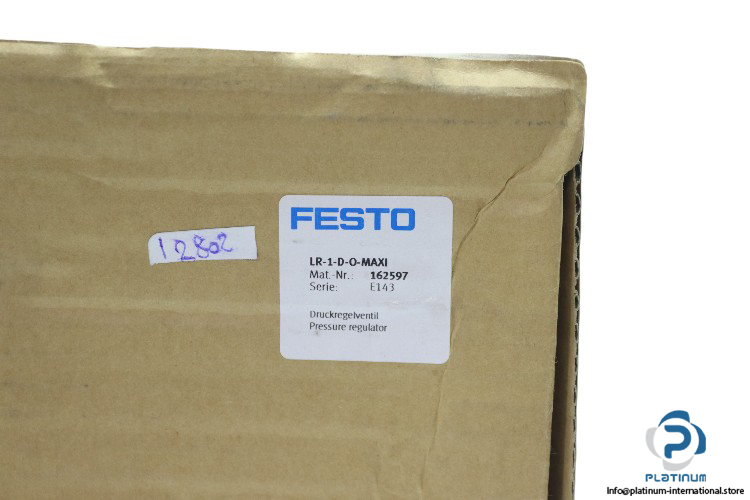 12802
FESTO
LR-1-D-O-MAXI
Mat.-Nr.: 162597
Serie: E143
Druckregelventil
Pressure regulator
PLATINUM
Info@platinum-international.store